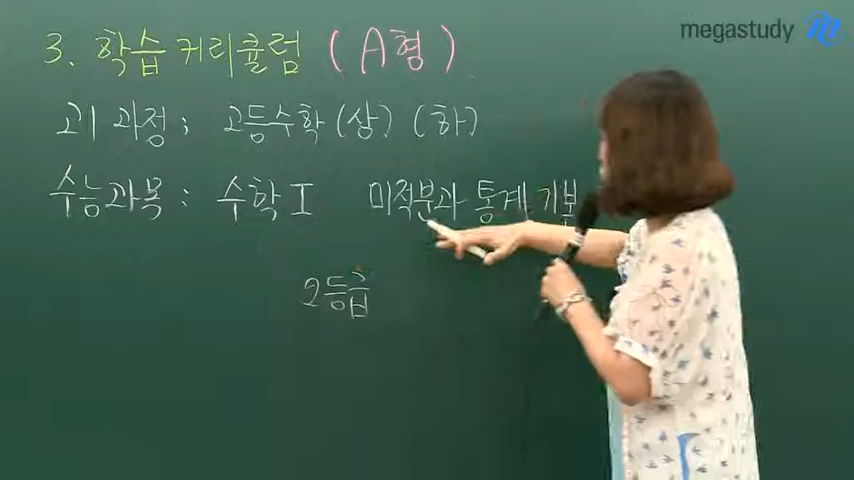 megastudy
3. 학습 커리큘럼 (A형)
고1 과정 ; 고등수학 (상) (하)
수능과목 : 수학 I 미적분과 통계 기본
2등급